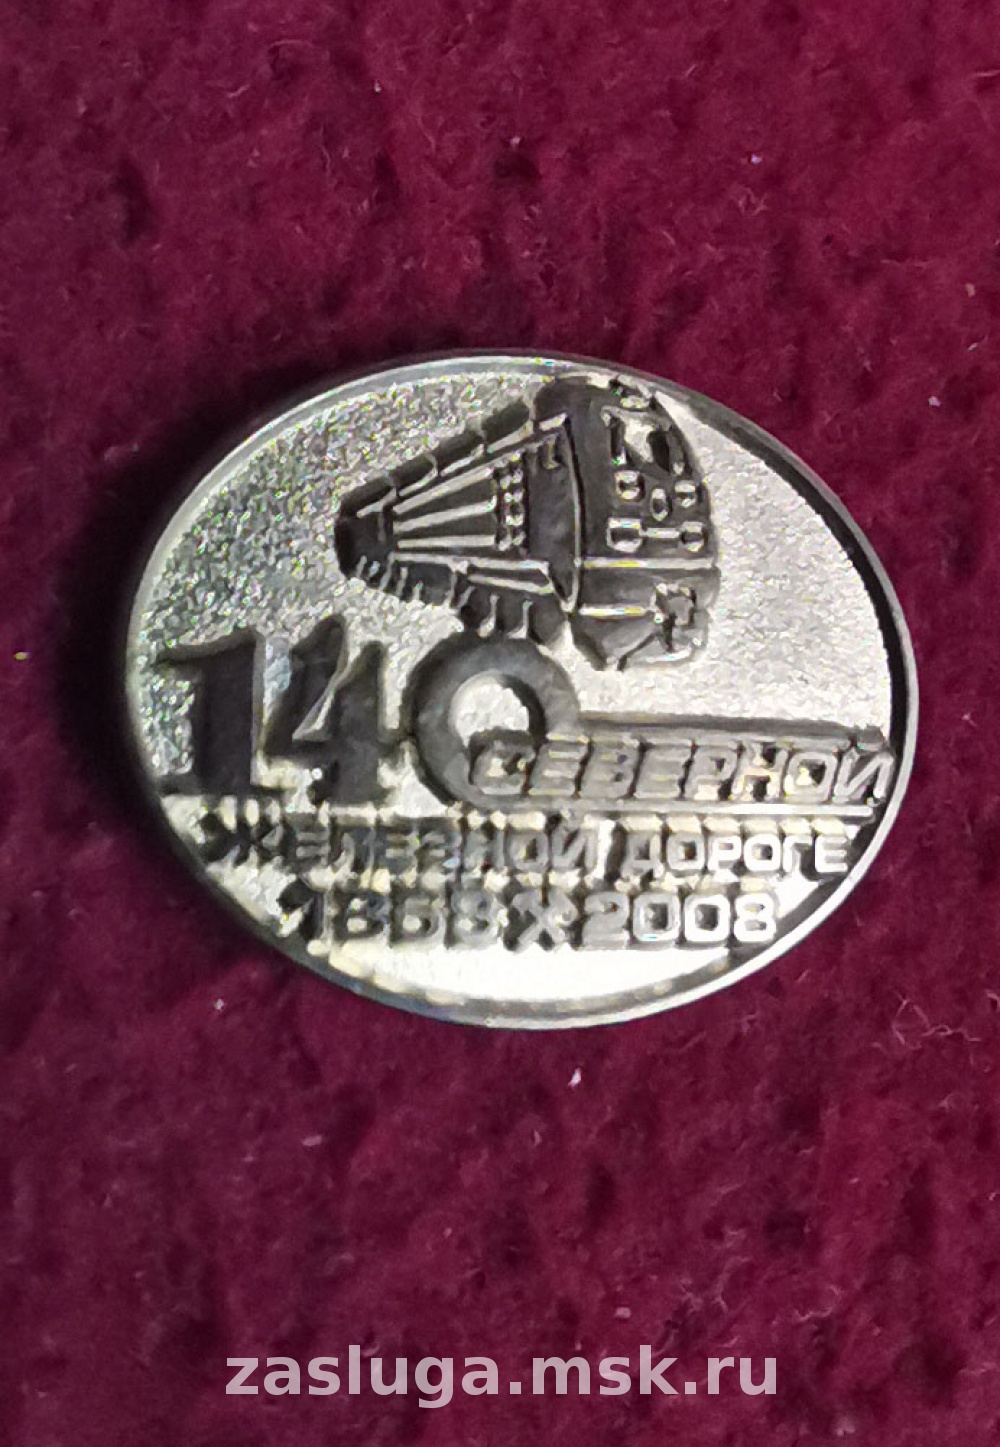 140
СЕВЕРНОЙ
ЖЕЛЕЗНОЙ ДОРОГЕ
1868 2008
zasluga.msk.ru